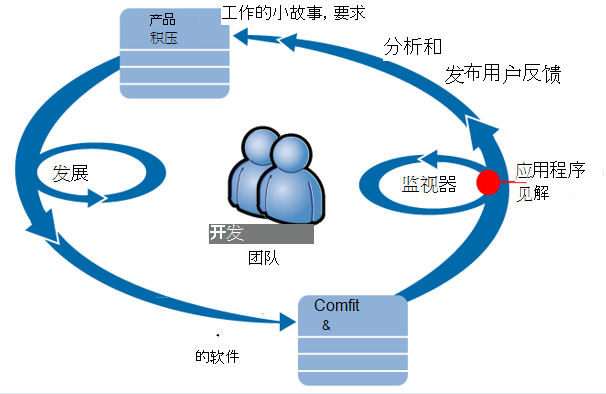 产品
积压
工作的小故事, 要求
分析和
发布用户反馈
发展
监视器
应用程序
见解
开发
团队
Comfit
&
的软件